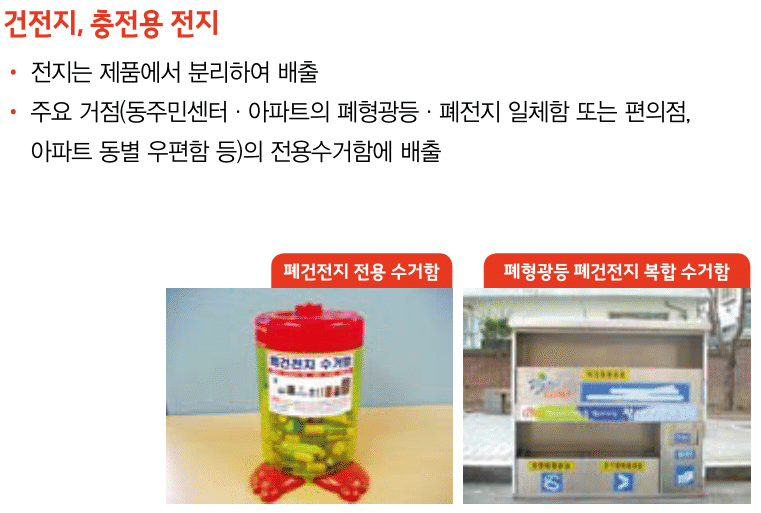 건전지, 충전용 전지
• 전지는 제품에서 분리하여 배출
• 주요 거점(동주민센터 · 아파트의 폐형광등 · 폐전지 일체함 또는 편의점,
아파트 동별 우편함 등)의 전용수거함에 배출
폐건전지 전용 수거함
폐형광등 폐건전지 복합 수거함
폐건전지 수거함